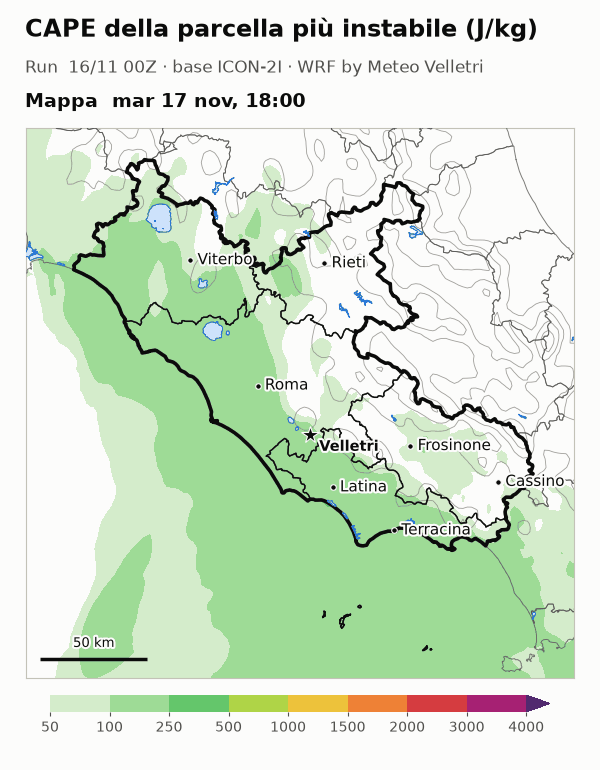 CAPE della parcella più instabile (J/kg)
Run 16/11 00Z · base ICON-2I · WRF by Meteo Velletri
Mappa mar 17 nov, 18:00
Viterbo
Rieti
Roma
Velletri
Frosinone
Cassino
Latina
Terracina
50 km
50 100 250 500 1000 1500 2000 3000 4000